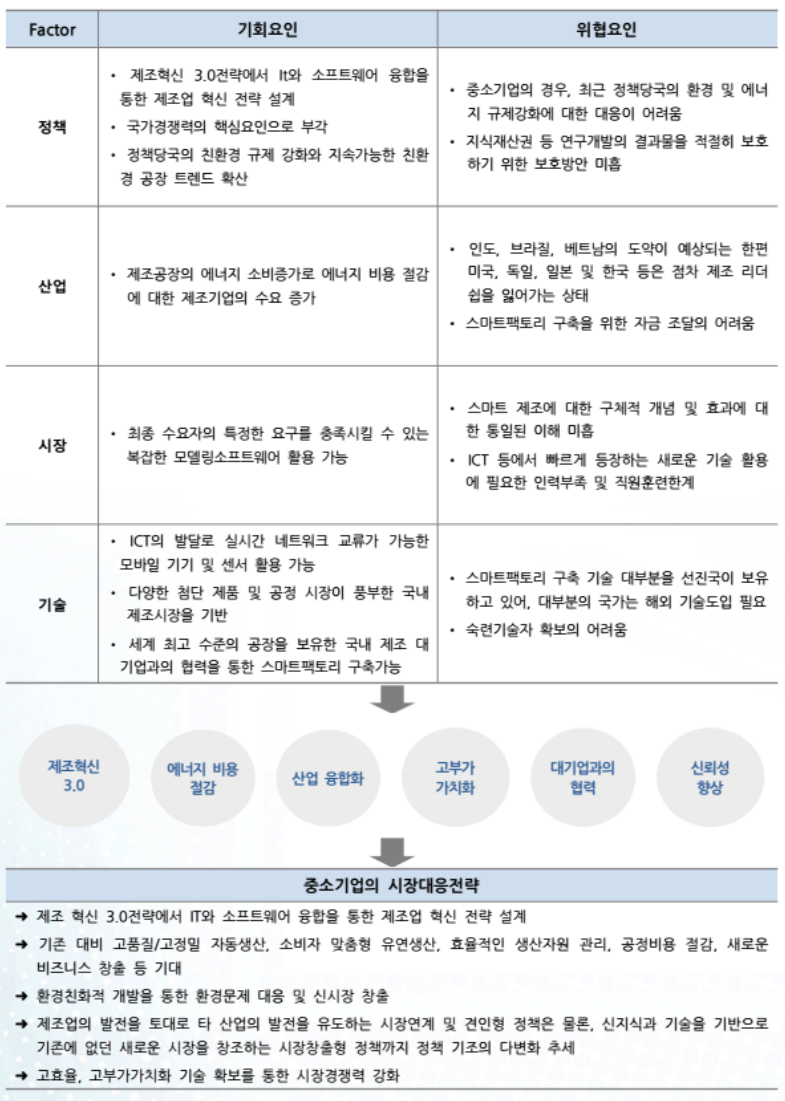 Factor 기회요인 위협요인
정책
• 제조혁신 3.0전략에서 It와 소프트웨어 융합을
통한 제조업 혁신 전략 설계
• 국가경쟁력의 핵심요인으로 부각
• 정책당국의 친환경 규제 강화와 지속가능한 친환
경 공장 트렌드 확산
• 중소기업의 경우, 최근 정책당국의 환경 및 에너
지 규제강화에 대한 대응이 어려움
• 지식재산권 등 연구개발의 결과물을 적절히 보호
하기 위한 보호방안 미흡
산업
• 제조공장의 에너지 소비증가로 에너지 비용 절감
에 대한 제조기업의 수요 증가
• 인도, 브라질, 베트남의 도약이 예상되는 한편
미국, 독일, 일본 및 한국 등은 점차 제조 리더
쉽을 잃어가는 상태
• 스마트팩토리 구축을 위한 자금 조달의 어려움
시장
• 최종 수요자의 특정한 요구를 충족시킬 수 있는
복잡한 모델링소프트웨어 활용 가능
• 스마트 제조에 대한 구체적 개념 및 효과에 대
한 통일된 이해 미흡
• ICT 등에서 빠르게 등장하는 새로운 기술 활용
에 필요한 인력부족 및 직원훈련한계
기술
• ICT의 발달로 실시간 네트워크 교류가 가능한
모바일 기기 및 센서 활용 가능
• 다양한 첨단 제품 및 공정 시장이 풍부한 국내
제조시장을 기반
• 세계 최고 수준의 공장을 보유한 국내 제조 대
기업과의 협력을 통한 스마트팩토리 구축가능
• 스마트팩토리 구축 기술 대부분을 선진국이 보유
하고 있어, 대부분의 국가는 해외 기술도입 필요
• 숙련기술자 확보의 어려움
제조혁신
3.0
에너지 비용
절감
산업 융합화
고부가
가치화
대기업과의
협력
신뢰성
향상
중소기업의 시장대응전략
➜ 제조 혁신 3.0전략에서 IT와 소프트웨어 융합을 통한 제조업 혁신 전략 설계
➜ 기존 대비 고품질/고정밀 자동생산, 소비자 맞춤형 유연생산, 효율적인 생산자원 관리, 공정비용 절감, 새로운
비즈니스 창출 등 기대
➜ 환경친화적 개발을 통한 환경문제 대응 및 신시장 창출
➜ 제조업의 발전을 토대로 타 산업의 발전을 유도하는 시장연계 및 견인형 정책은 물론, 신지식과 기술을 기반으로
기존에 없던 새로운 시장을 창조하는 시장창출형 정책까지 정책 기조의 다변화 추세
➜ 고효율, 고부가가치화 기술 확보를 통한 시장경쟁력 강화